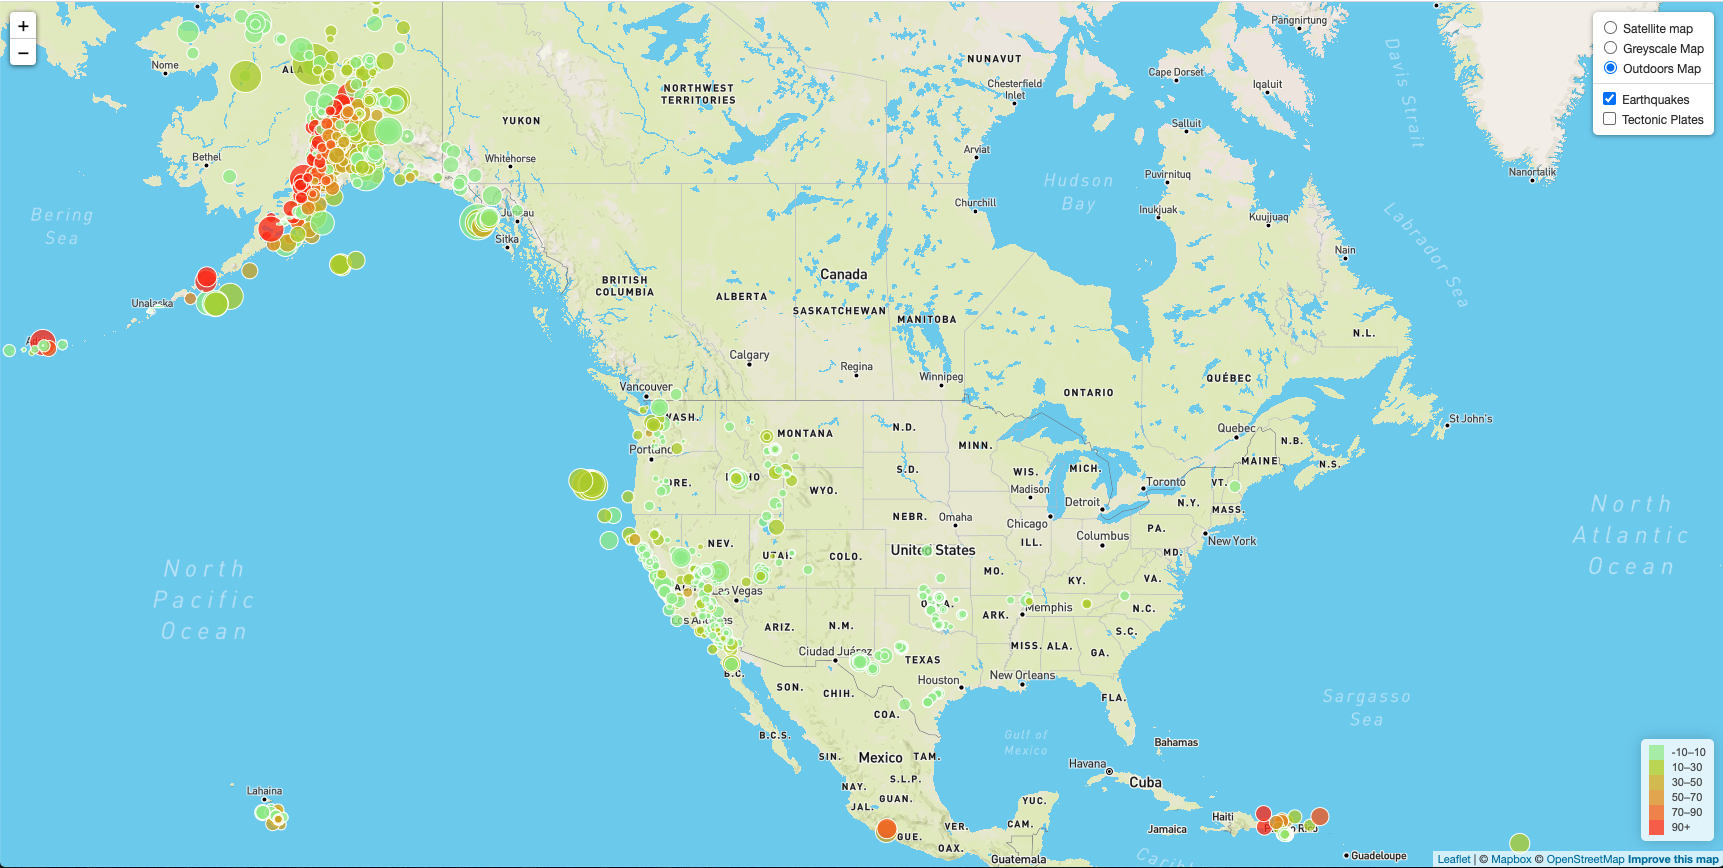 +
−
Satellite map
Greyscale Map
Outdoors Map
Earthquakes
Tectonic Plates
Pangnirtung
Davis Strait
Nome
NUNAVUT
Cape Dorset
Iqaluit
Chesterfield
Inlet
NORTHWEST
TERRITORIES
YUKON
Salluit
Bethel
Whitehorse
Arviat
Puvirnituq
Nanortalik
Hudson
Bay
Bering
Sea
Churchill
Inukjuak
Kuujjuaq
Labrador Sea
Sitka
Nain
Canada
BRITISH
COLUMBIA
ALBERTA
SASKATCHEWAN
MANITOBA
Unalaska
N.L.
Calgary
Regina
Winnipeg
QUÉBEC
Vancouver
ONTARIO
WASH.
St John's
N.D.
Quebec
MONTANA
MINN.
N.B.
Portland
MAINE
N.S.
S.D.
WIS.
MICH.
Toronto
VT.
WYO.
Madison
Detroit
N.Y.
MASS.
North
Atlantic
Ocean
NEBR.
Omaha
Chicago
PA.
Columbus
New York
NEV.
UTAH
COLO.
United States
ILL.
MD.
North
Pacific
Ocean
MO.
KY.
VA.
Las Vegas
Memphis
N.C.
ARK.
Los Angeles
ARIZ.
N.M.
S.C.
MISS.
ALA.
GA.
Ciudad Juárez
TEXAS
B.C.
Houston
New Orleans
SON.
CHIH.
FLA.
Sargasso
Sea
COA.
B.C.S.
Gulf of
Mexico
Bahamas
SIN.
Mexico
TAM.
Havana
S.L.P.
Cuba
NAY.
Lahaina
GUAN.
YUC.
JAL.
Haiti
VER.
CAM.
Jamaica
GUE.
OAX.
Guatemala
Guadeloupe
-10–10
10–30
30–50
50–70
70–90
90+
Leaflet | © Mapbox © OpenStreetMap Improve this map